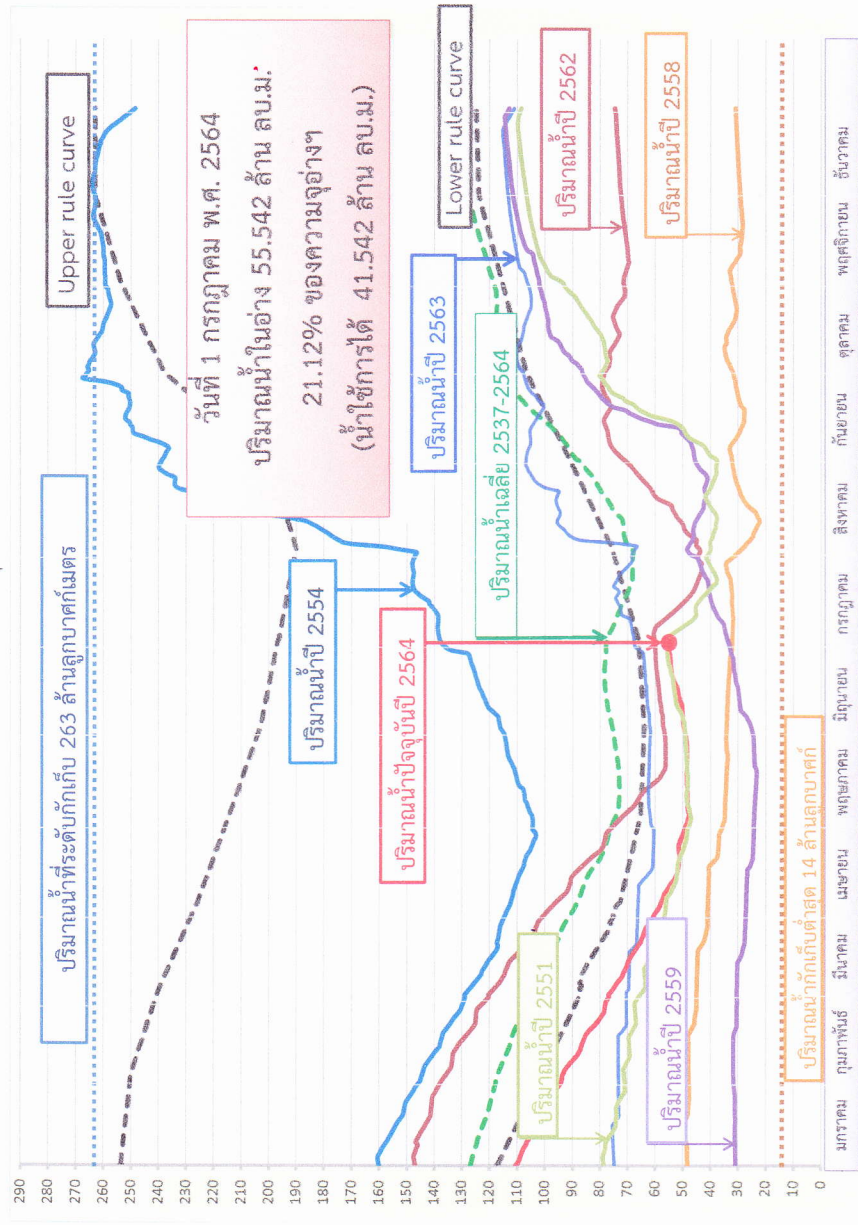 290
280
270
260
250
240
230
220
210
200
190
180
170
160
150
140
130
120
110
100
90
80
70
60
50
40
30
20
10
0
ปริมาณน้ำที่ระดับกักเก็บ 263 ล้านลูกบาศก์เมตร
Upper rule curve
วันที่ 1 กรกฎาคม พ.ศ. 2564
ปริมาณน้ำในอ่าง 55.542 ล้าน ลบ.ม.
21.12% ของความจุอ่างฯ
(น้ำใช้การได้ 41.542 ล้าน ลบ.ม.)
ปริมาณน้ำปี 2554
ปริมาณน้ำปัจจุบันปี 2564
ปริมาณน้ำเฉลี่ย 2537-2564
ปริมาณน้ำปี 2563
Lower rule curve
ปริมาณน้ำปี 2562
ปริมาณน้ำปี 2558
ปริมาณน้ำปี 2551
ปริมาณน้ำปี 2559
ปริมาณน้ำกักเก็บต่ำสุด 14 ล้านลูกบาศก์
มกราคม กุมภาพันธ์ มีนาคม เมษายน พฤษภาคม มิถุนายน กรกฎาคม สิงหาคม กันยายน ตุลาคม พฤศจิกายน ธันวาคม